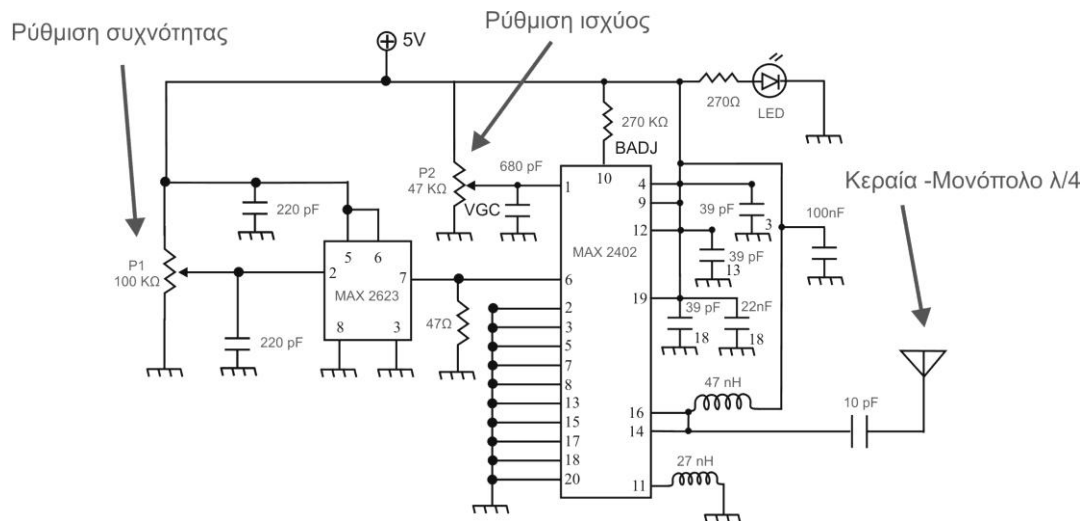 Ρύθμιση συχνότητας
Ρύθμιση ισχύος
5V
270Ω
LED
270 KΩ
BADJ
P2
47 KΩ
680 pF
VGC
1
10
4
9
39 pF
3
100nF
Κεραία -Μονόπολο λ/4
220 pF
5
6
P1
100 KΩ
2
7
MAX 2623
8
3
220 pF
47Ω
MAX 2402
12
39 pF
13
6
19
39 pF
18
22nF
18
2
3
5
7
8
13
15
17
18
20
16
14
11
47 nH
10 pF
27 nH